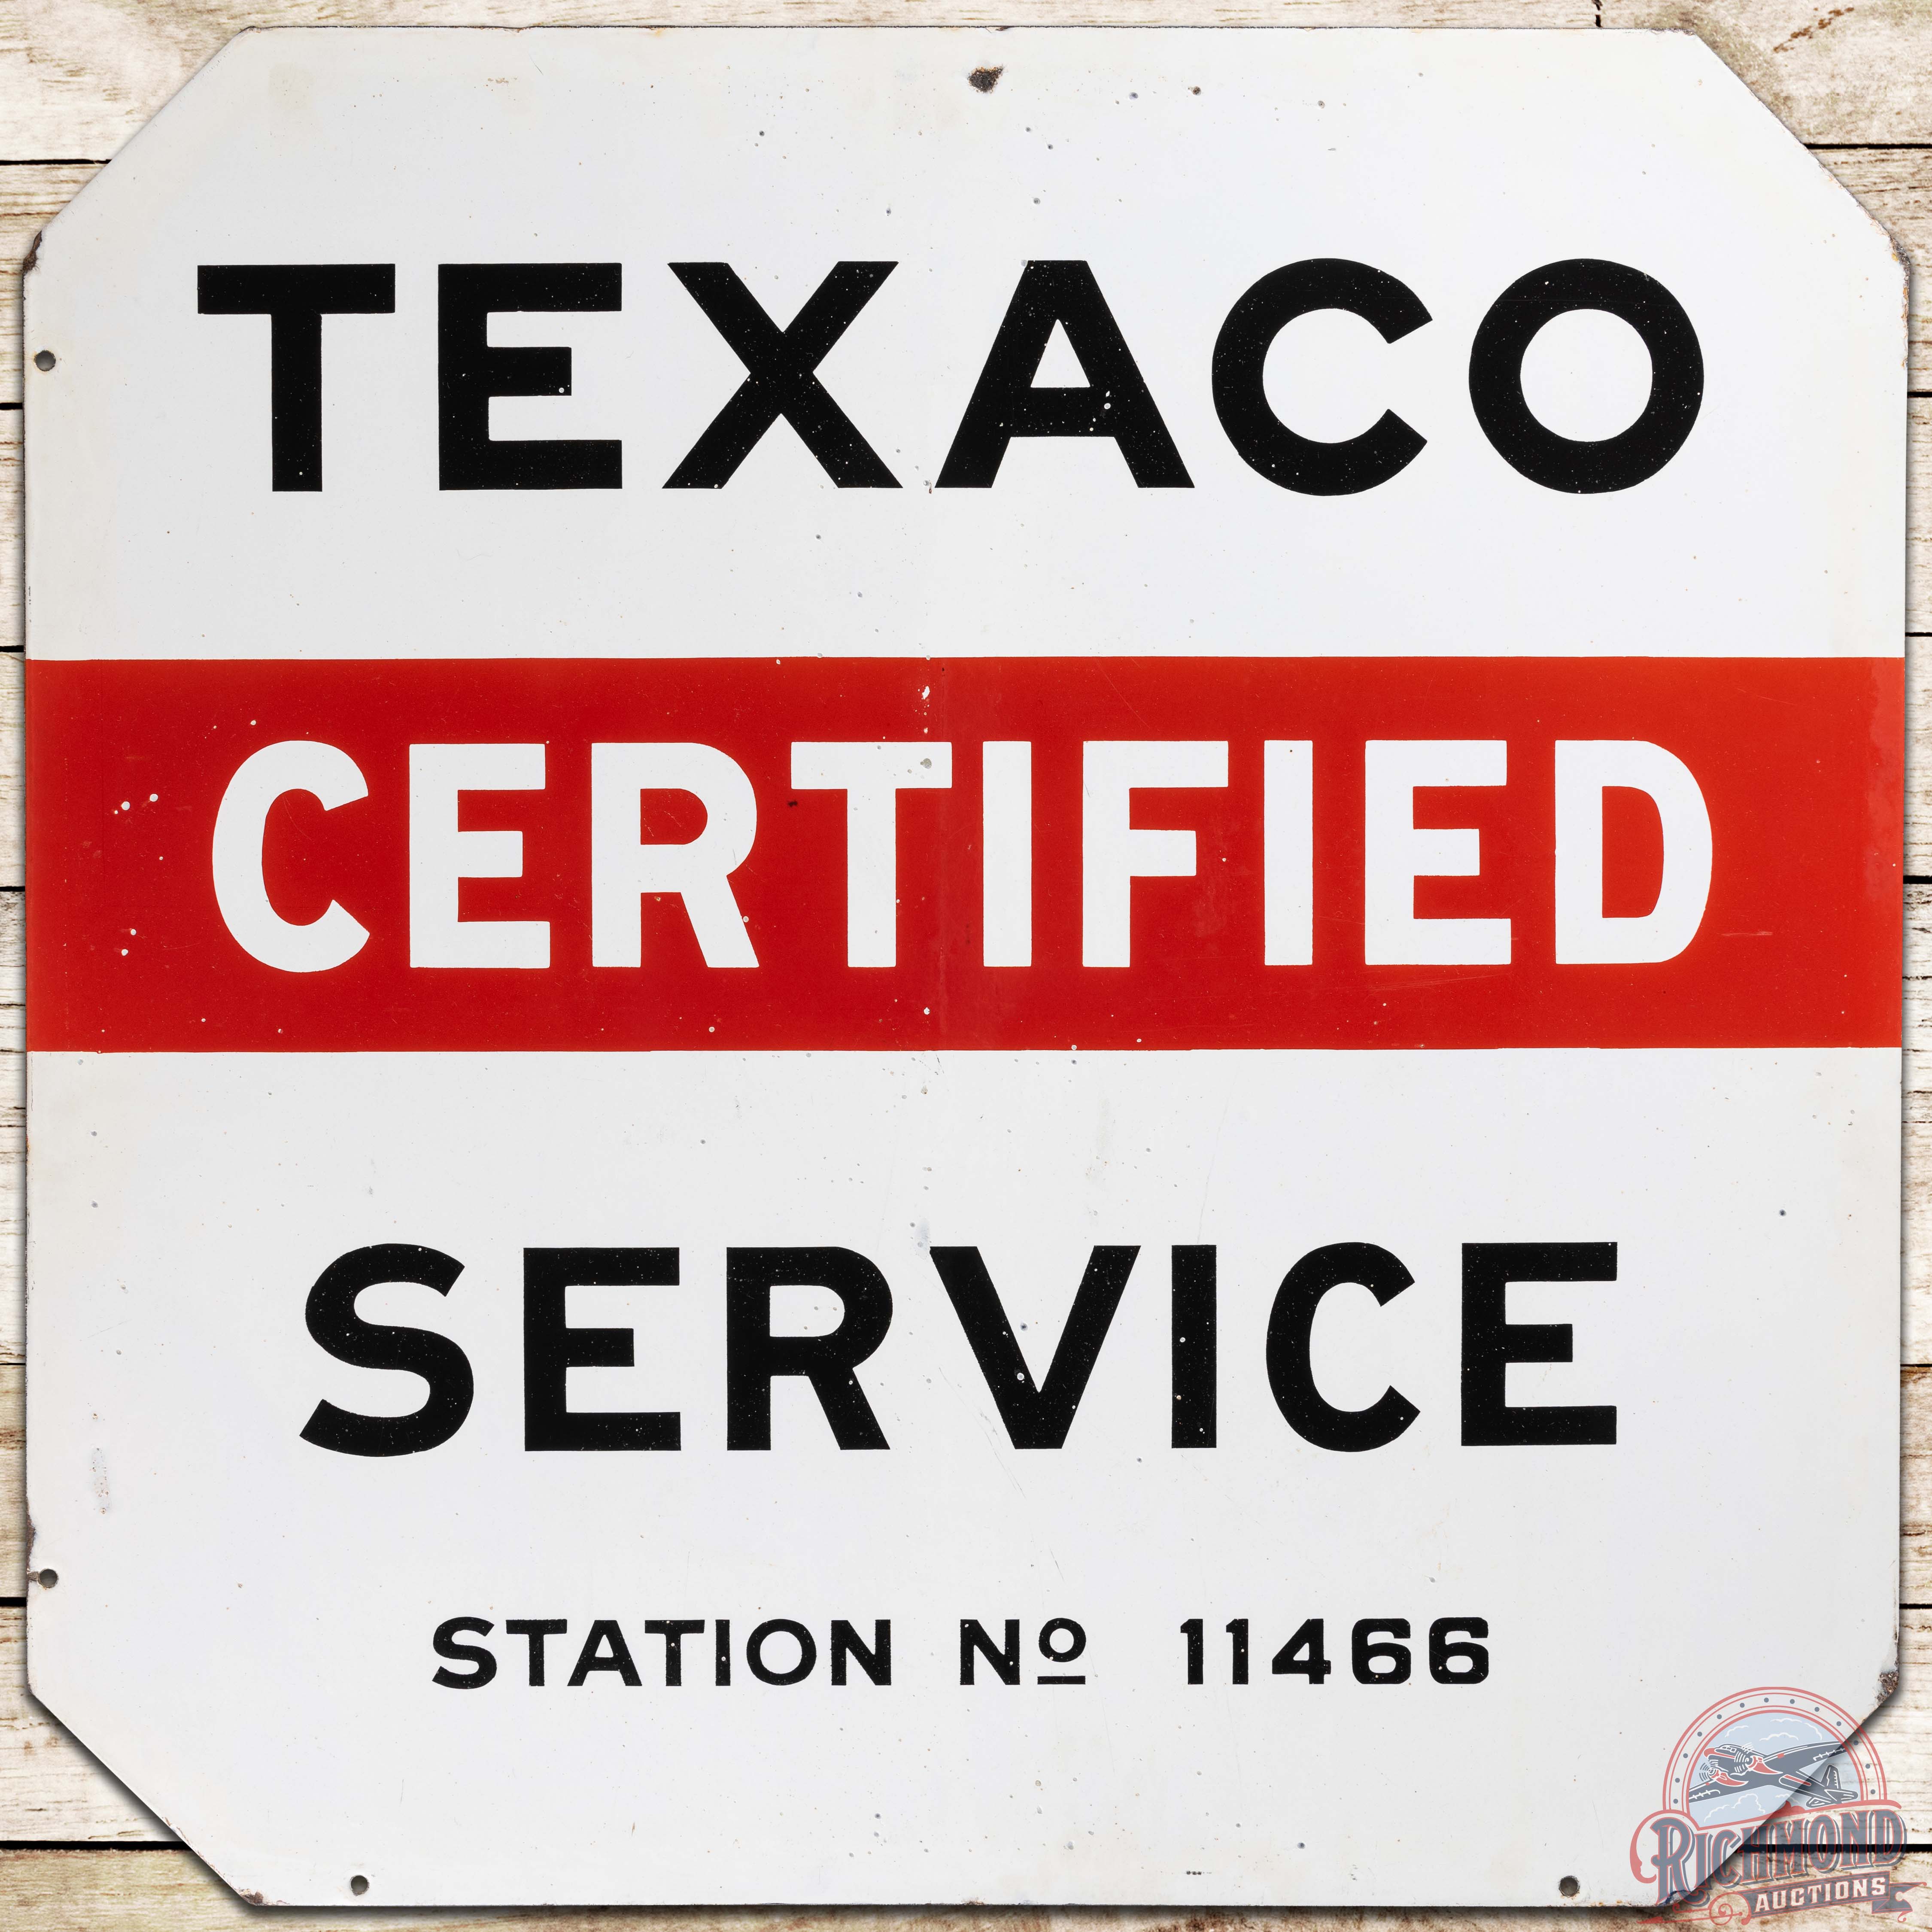 TEXACO
CERTIFIED
SERVICE
STATION Nº 11466
RICHMOND
AUCTIONS